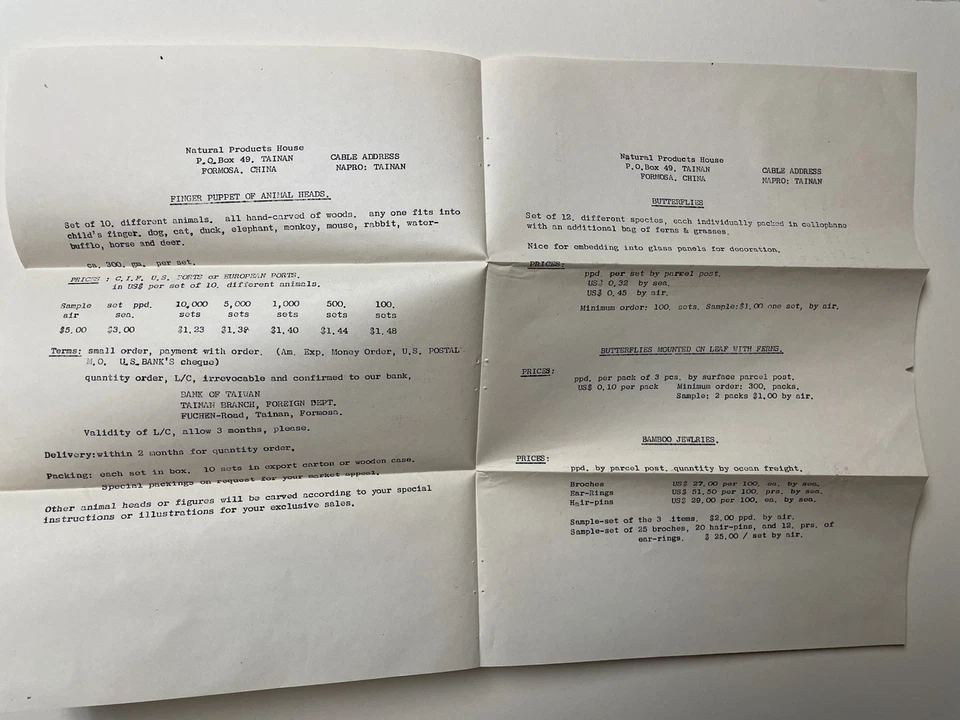 Natural Products House
P.O.Box 49. TAINAN
FORMOSA. CHINA
CABLE ADDRESS
NAPRO: TAINAN
FINGER PUPPET OF ANIMAL HEADS.
Set of 10, different animals. all hand-carved of woods. any one fits into
child's finger. dog, cat, duck, elephant, monkey, mouse, rabbit, water-
buffle, horse and deer.
ca. 300. gm. per set.
PRICES : C.I.F. U.S. PORTS or EUROPEAN PORTS.
in US$ per set of 10. different animals.
Sample set ppd. 10,000 5,000 1,000 500. 100.
air sea. sets sets sets sets sets
$5.00 $3.00 $1.23 $1.38 $1.40 $1.44 $1.48
Terms: small order, payment with order. (Am. Exp. Money Order, U.S. POSTAL
M.O. U.S.BANK'S cheque)
quantity order, L/C, irrevocable and confirmed to our bank,
BANK OF TAIWAN
TAINAN BRANCH, FOREIGN DEPT.
FUCHEN-Road, Tainan, Formosa.
Validity of L/C, allow 3 months, please.
Delivery:within 2 months for quantity order.
Packing: each set in box. 10 sets in export carton or wooden case.
Special packings on request for your market appeal.
Other animal heads or figures will be carved according to your special
instructions or illustrations for your exclusive sales.
Natural Products House
P.O.Box 49. TAINAN
FORMOSA. CHINA
CABLE ADDRESS
NAPRO: TAINAN
BUTTERFLIES
Set of 12, different species, each individually packed in cellophane
with an additional bag of ferns & grasses.
Nice for embedding into glass panels for decoration.
PRICES:
ppd. per set by parcel post.
US$ 0.32 by sea.
US$ 0.45 by air.
Minimum order: 100. sets. Sample:$1.00 one set, by air.
BUTTERFLIES MOUNTED ON LEAF WITH FERNS.
PRICES:
ppd. per pack of 3 pcs. by surface parcel post.
US$ 0.10 per pack Minimum order: 300. packs.
Sample: 2 packs $1.00 by air.
BAMBOO JEWLRIES.
PRICES:
ppd. by parcel post. quantity by ocean freight.
Broches US$ 27.00 per 100. ea. by sea.
Ear-Rings US$ 51.50 per 100. prs. by sea.
Hair-pins US$ 29.00 per 100. ea. by sea.
Sample-set of the 3 items. $2.00 ppd. by air.
Sample-set of 25 broches, 20 hair-pins, and 12. prs. of
ear-rings. $ 25.00 / set by air.